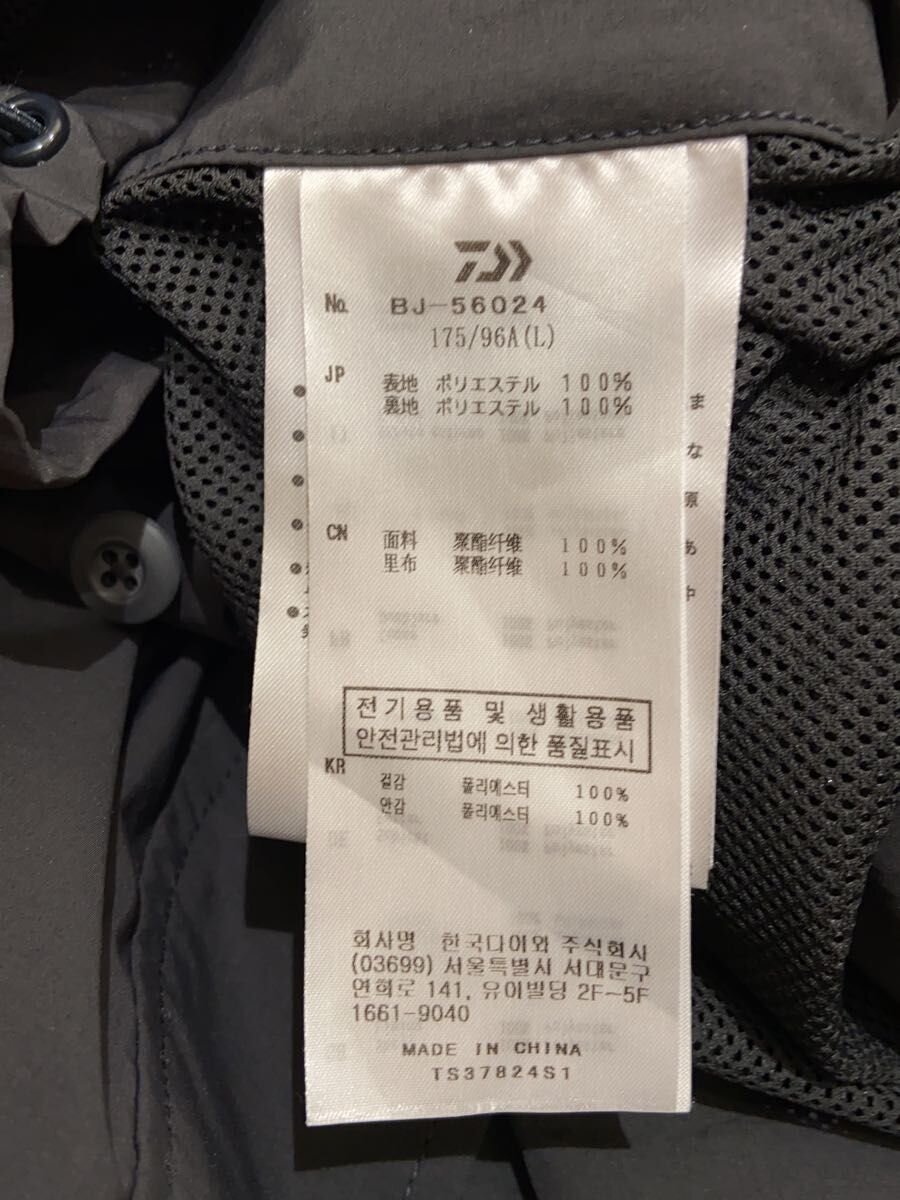 No. BJ-56024
175/96A(L)
JP 表地 ポリエステル 100%
裏地 ポリエステル 100%
CN 面料 聚酯纤维 100%
里布 聚酯纤维 100%
전기용품 및 생활용품
안전관리법에 의한 품질표시
KR 겉감 폴리에스터 100%
안감 폴리에스터 100%
회사명 한국다이와 주식회사
(03699) 서울특별시 서대문구
연희로 141, 유이빌딩 2F~5F
1661-9040
MADE IN CHINA
TS37824S1
ま
な
原
あ
中